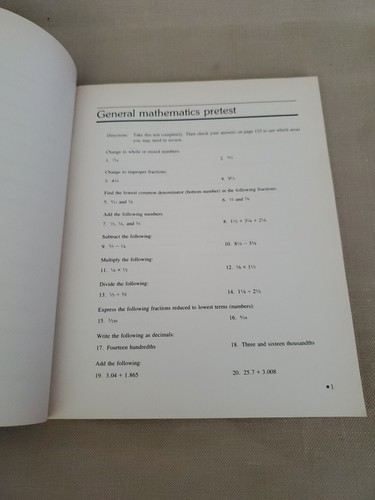 General mathematics pretest
Directions: Take this test completely. Then check your answers on page 135 to see which areas
you may need to review.
Change to whole or mixed numbers:
1.
2.
Change to improper fractions:
3.
4.
Find the lowest common denominator (bottom number) in the following fractions:
5. and
6. and
Add the following numbers:
7.
8.
Subtract the following:
9.
10.
Multiply the following:
11.
12.
Divide the following:
13.
14.
Express the following fractions reduced to lowest terms (numbers):
15.
16.
Write the following as decimals:
17. Fourteen hundredths
18. Three and sixteen thousandths
Add the following:
19. 3.04 + 1.865
20. 25.7 + 3.008
• 1